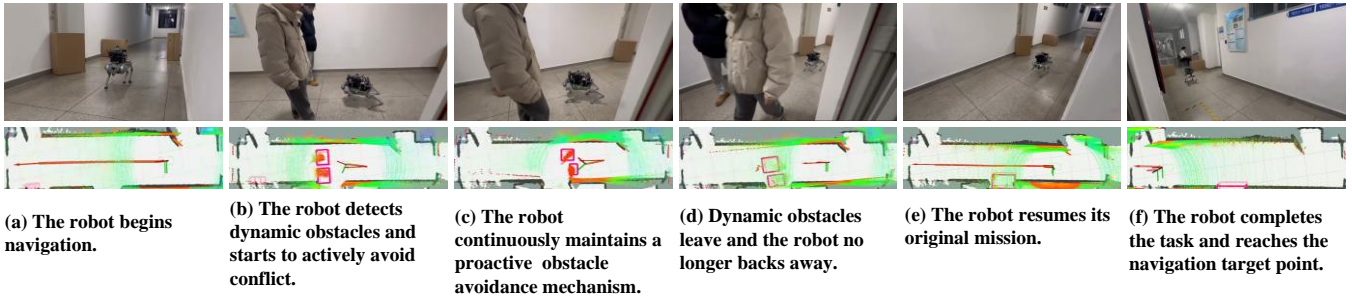 (a) The robot begins
navigation.
(b) The robot detects
dynamic obstacles and
starts to actively avoid
conflict.
(c) The robot
continuously maintains a
proactive obstacle
avoidance mechanism.
(d) Dynamic obstacles
leave and the robot no
longer backs away.
(e) The robot resumes its
original mission.
(f) The robot completes
the task and reaches the
navigation target point.